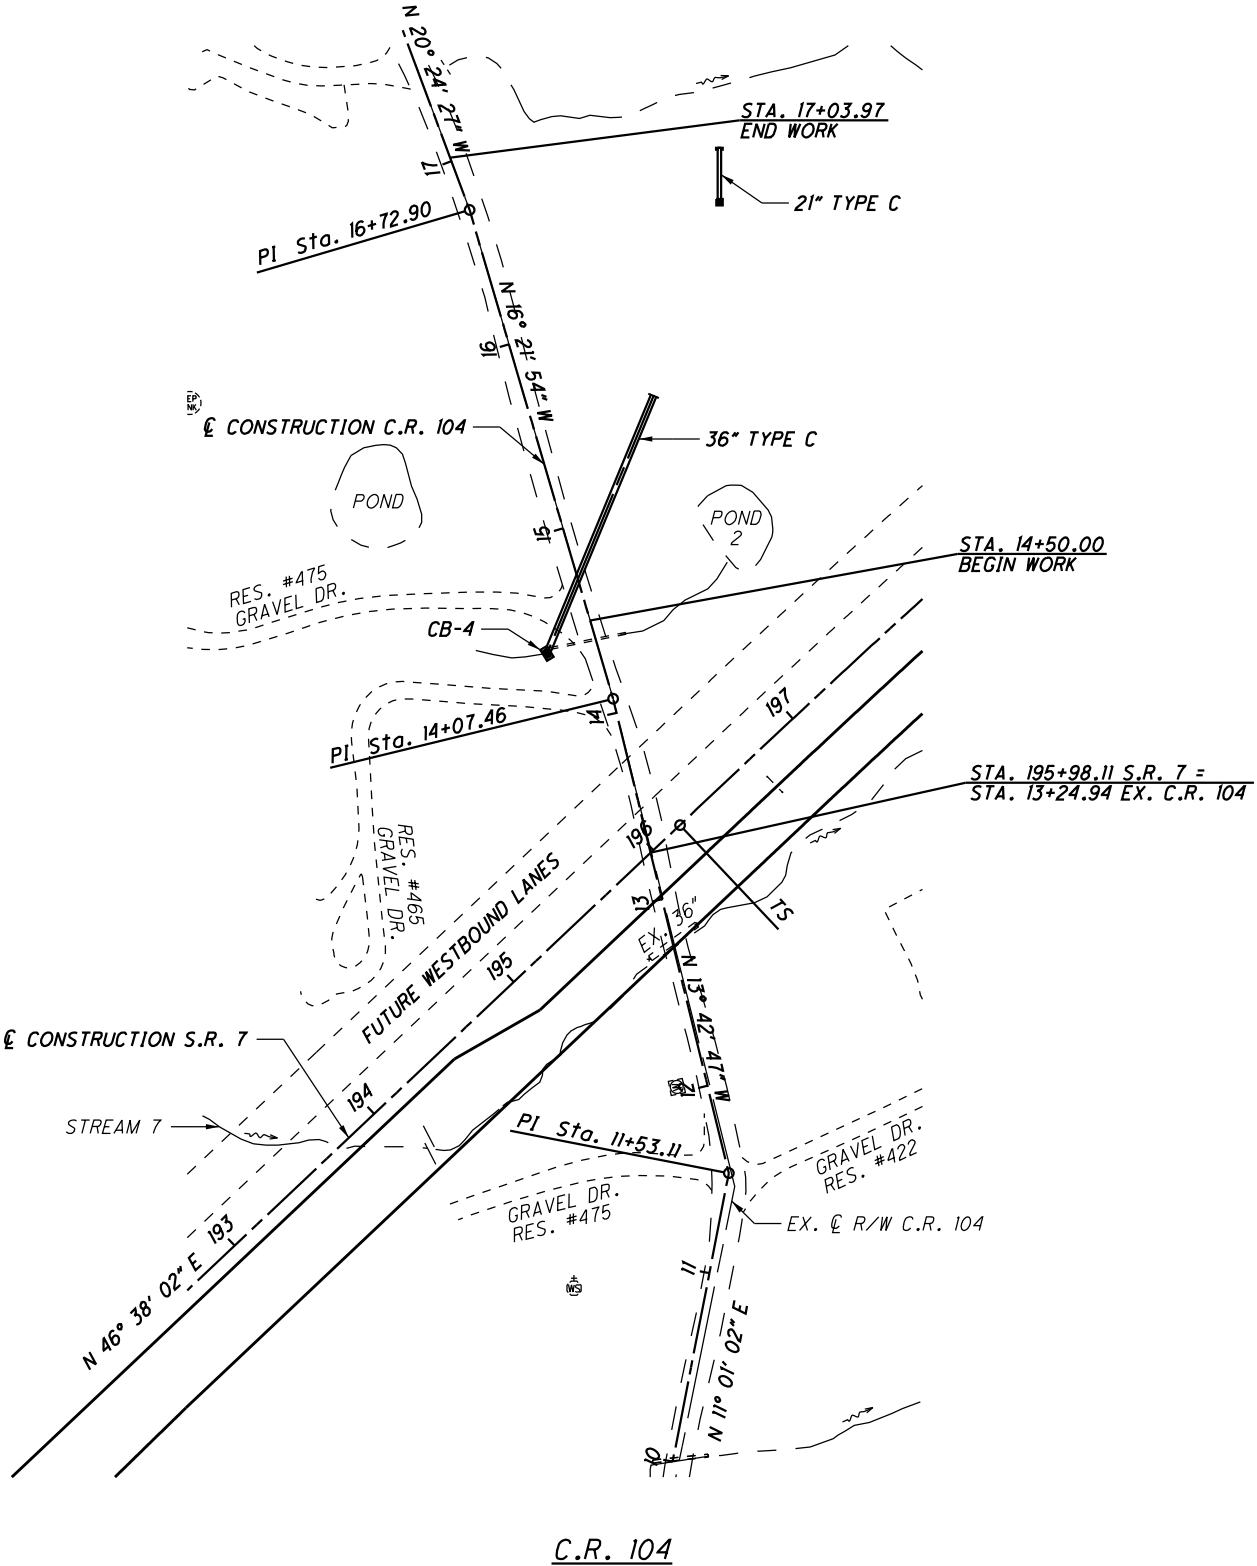 N 20° 24' 27" W
STA. 17+03.97
END WORK
17
21" TYPE C
PI Sta. 16+72.90
N 16° 21' 54" W
16
EP
NK
℄ CONSTRUCTION C.R. 104
36" TYPE C
POND
POND
2
15
STA. 14+50.00
BEGIN WORK
RES. #475
GRAVEL DR.
CB-4
197
14
PI Sta. 14+07.46
STA. 195+98.11 S.R. 7 =
STA. 13+24.94 EX. C.R. 104
196
RES. #465
GRAVEL DR.
FUTURE WESTBOUND LANES
13
TS
EX. 36"
195
N 13° 42' 47" W
℄ CONSTRUCTION S.R. 7
194
12
STREAM 7
PI Sta. 11+53.11
GRAVEL DR.
RES. #422
GRAVEL DR.
RES. #475
EX. ℄ R/W C.R. 104
193
N 46° 38' 02" E
11
WS
N 11° 01' 02" E
10
C.R. 104